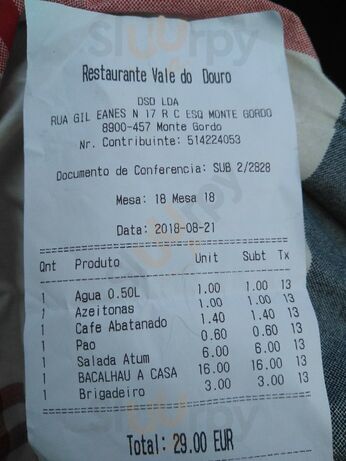 Sluurpy
Restaurante Vale do Douro
DSD LDA
RUA GIL EANES N 17 R C ESQ MONTE GORDO
8900-457 Monte Gordo
Nr. Contribuinte: 514224053
Documento de Conferencia: SUB 2/2828
Mesa: 18 Mesa 18
Data: 2018-08-21
Qnt Produto Unit Subt Tx
1 Agua 0.50L 1.00 1.00 13
1 Azeitonas 1.00 1.00 13
1 Cafe Abatanado 1.40 1.40 13
1 Pao 0.60 0.60 13
1 Salada Atum 6.00 6.00 13
1 BACALHAU A CASA 16.00 16.00 13
1 Brigadeiro 3.00 3.00 13
Total: 29.00 EUR